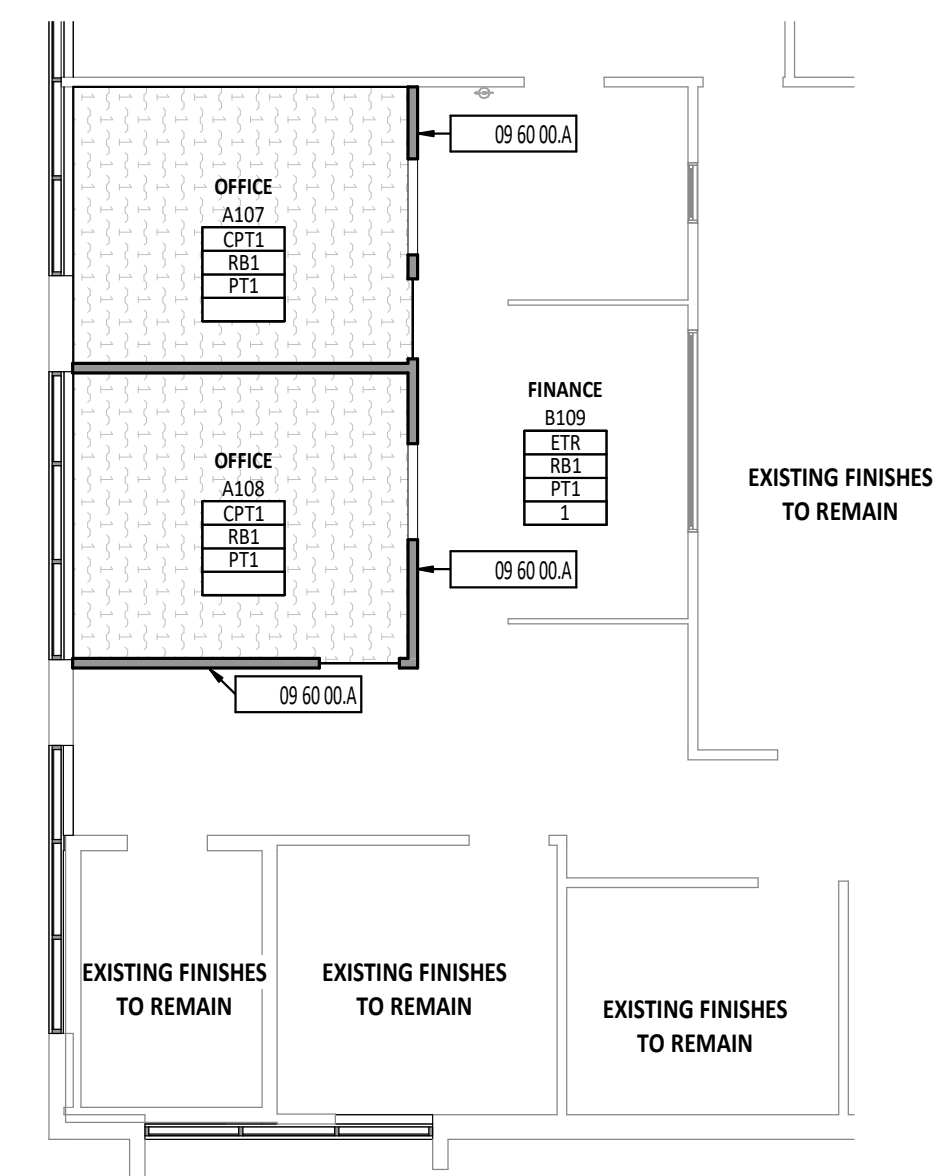 09 60 00.A
OFFICE
A107
CPT1
RB1
PT1
FINANCE
B109
ETR
RB1
PT1
1
OFFICE
A108
CPT1
RB1
PT1
EXISTING FINISHES
TO REMAIN
09 60 00.A
09 60 00.A
EXISTING FINISHES
TO REMAIN
EXISTING FINISHES
TO REMAIN
EXISTING FINISHES
TO REMAIN